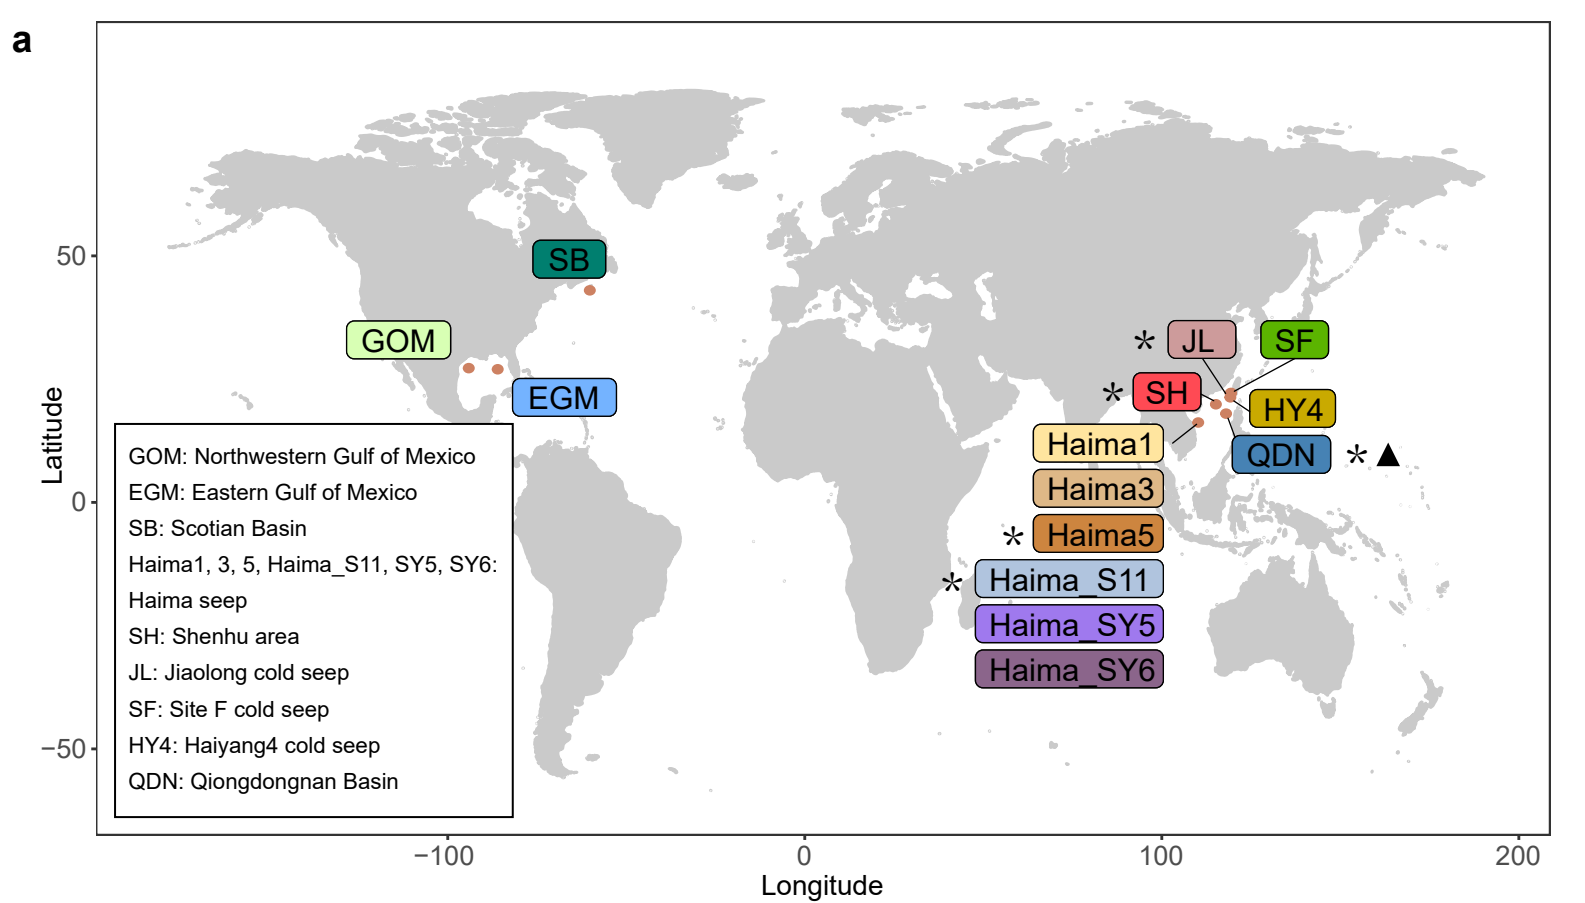 a
50
0
−50
Latitude
−100
0
100
200
Longitude
SB
GOM
EGM
* JL
SF
* SH
HY4
QDN * ▲
Haima1
Haima3
* Haima5
* Haima_S11
Haima_SY5
Haima_SY6
GOM: Northwestern Gulf of Mexico
EGM: Eastern Gulf of Mexico
SB: Scotian Basin
Haima1, 3, 5, Haima_S11, SY5, SY6:
Haima seep
SH: Shenhu area
JL: Jiaolong cold seep
SF: Site F cold seep
HY4: Haiyang4 cold seep
QDN: Qiongdongnan Basin